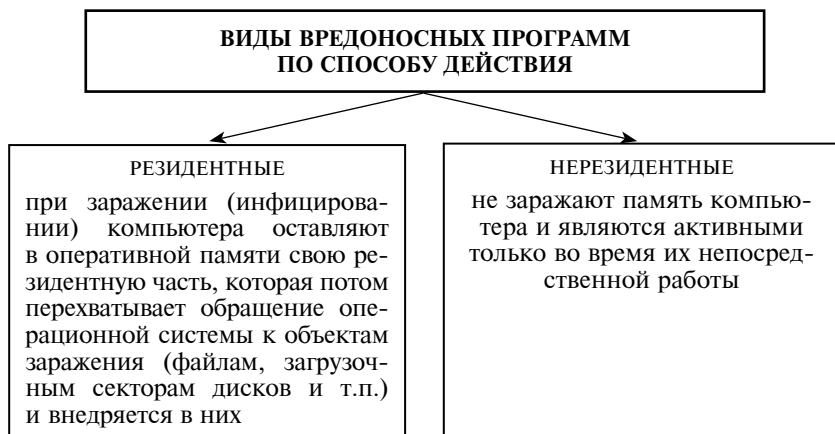 ВИДЫ ВРЕДОНОСНЫХ ПРОГРАММ
ПО СПОСОБУ ДЕЙСТВИЯ
РЕЗИДЕНТНЫЕ
при заражении (инфицирова-
нии) компьютера оставляют
в оперативной памяти свою ре-
зидентную часть, которая потом
перехватывает обращение опе-
рационной системы к объектам
заражения (файлам, загрузоч-
ным секторам дисков и т.п.)
и внедряется в них
НЕРЕЗИДЕНТНЫЕ
не заражают память компью-
тера и являются активными
только во время их непосред-
ственной работы